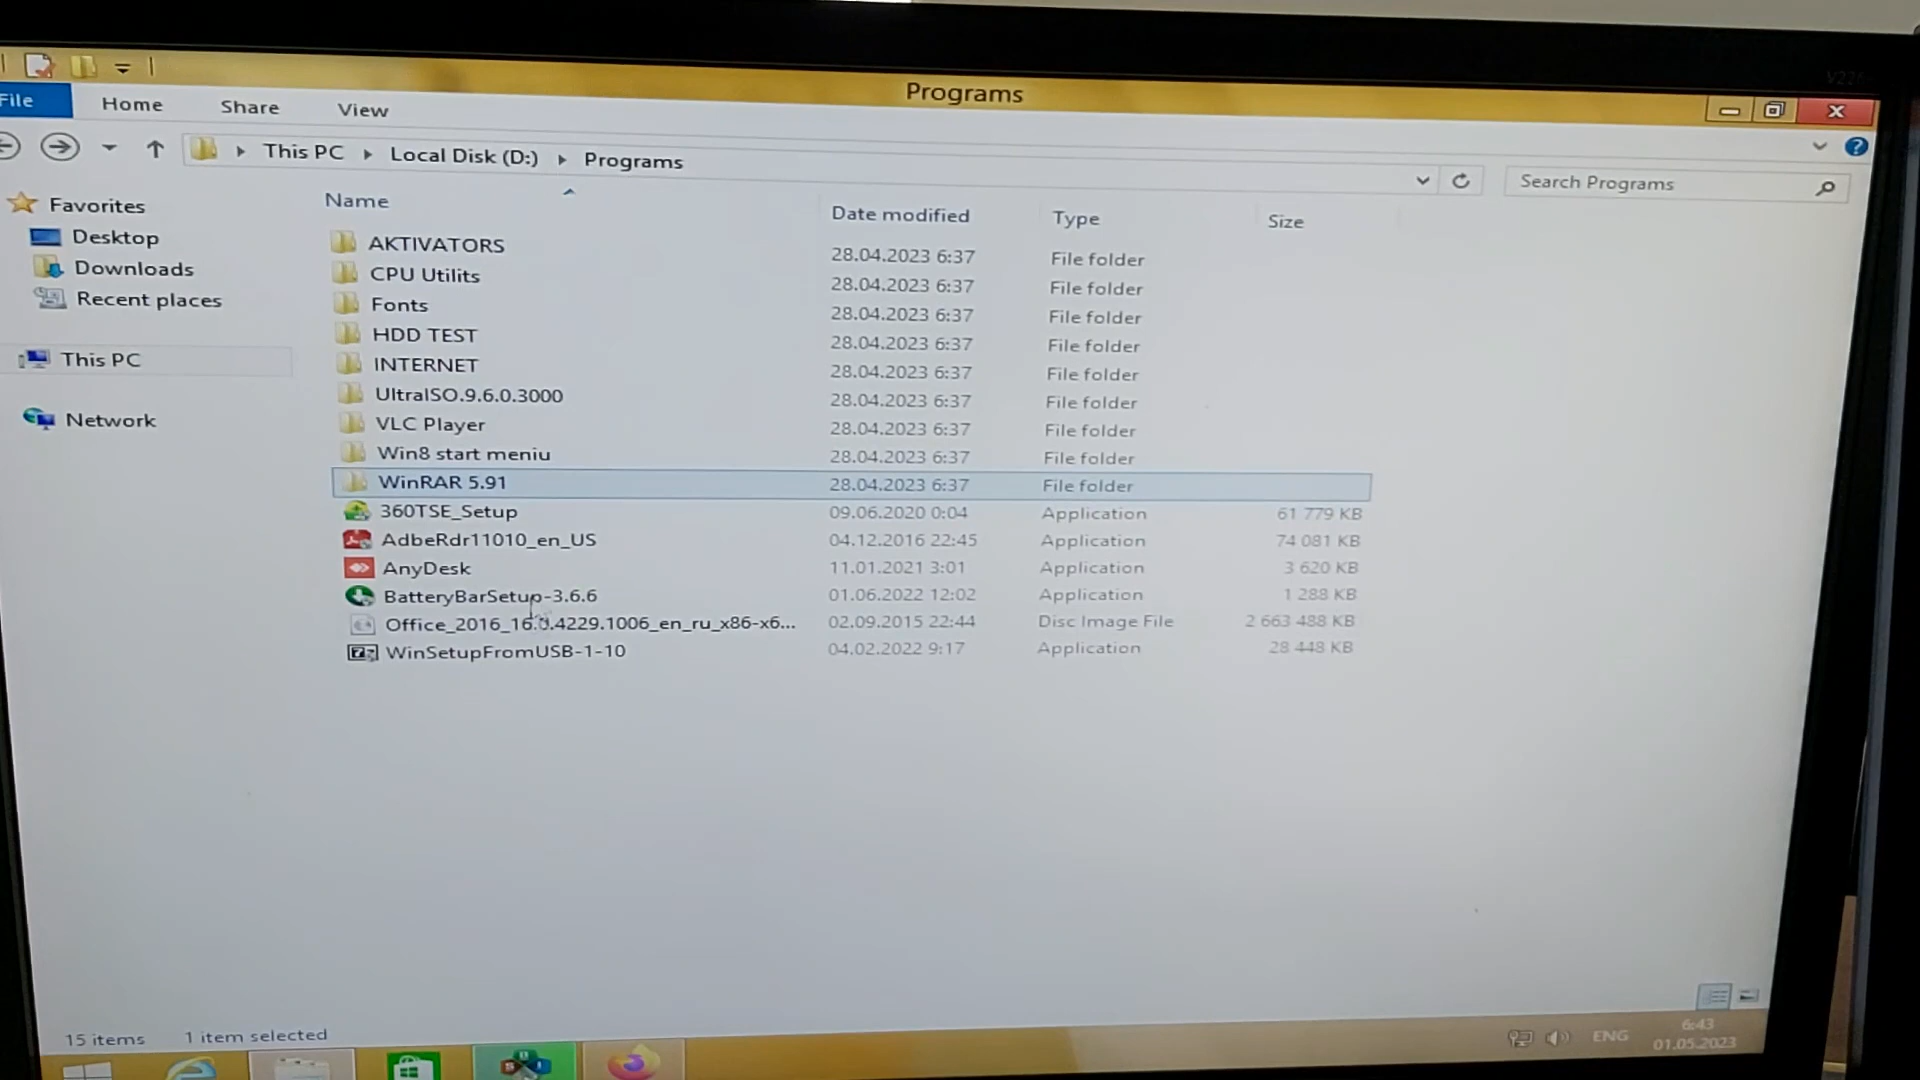 Programs
File Home Share View
This PC Local Disk (D:) Programs
Search Programs
Name Date modified Type Size
Favorites
Desktop
Downloads
Recent places
This PC
Network
AKTIVATORS 28.04.2023 6:37 File folder
CPU Utilits 28.04.2023 6:37 File folder
Fonts 28.04.2023 6:37 File folder
HDD TEST 28.04.2023 6:37 File folder
INTERNET 28.04.2023 6:37 File folder
UltraISO.9.6.0.3000 28.04.2023 6:37 File folder
VLC Player 28.04.2023 6:37 File folder
Win8 start meniu 28.04.2023 6:37 File folder
WinRAR 5.91 28.04.2023 6:37 File folder
360TSE_Setup 09.06.2020 0:04 Application 61 779 KB
AdbeRdr11010_en_US 04.12.2016 22:45 Application 74 081 KB
AnyDesk 11.01.2021 3:01 Application 3 620 KB
BatteryBarSetup-3.6.6 01.06.2022 12:02 Application 1 288 KB
Office_2016_16.0.4229.1006_en_ru_x86-x6... 02.09.2015 22:44 Disc Image File 2 663 488 KB
WinSetupFromUSB-1-10 04.02.2022 9:17 Application 28 448 KB
15 items 1 item selected
ENG
6:43
01.05.2023